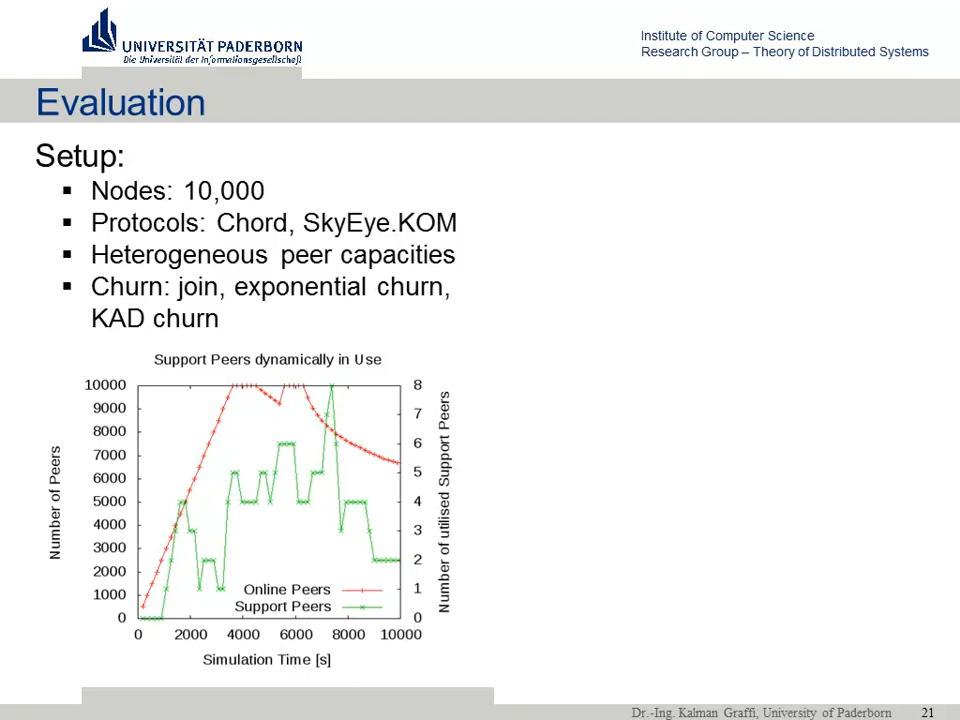 UNIVERSITÄT PADERBORN
Die Universität der Informationsgesellschaft
Institute of Computer Science
Research Group – Theory of Distributed Systems
Evaluation
Setup:
▪ Nodes: 10,000
▪ Protocols: Chord, SkyEye.KOM
▪ Heterogeneous peer capacities
▪ Churn: join, exponential churn,
KAD churn
Support Peers dynamically in Use
Number of Peers
10000
9000
8000
7000
6000
5000
4000
3000
2000
1000
0
8
7
6
5
4
3
2
1
0
Number of utilised Support Peers
Online Peers
Support Peers
0 2000 4000 6000 8000 10000
Simulation Time [s]
Dr.-Ing. Kalman Graffi, University of Paderborn 21